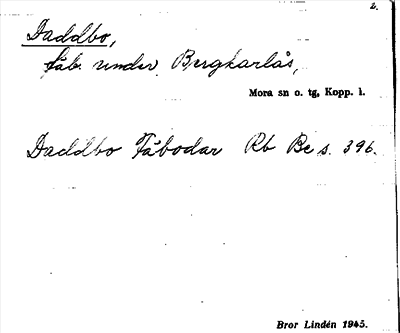 2.
Daddbo,
fäb. under Bergkarlås,
Mora sn o. tg, Kopp. l.
Daddbo Fäbodar Rb Be s. 396.
Bror Lindén 1945.